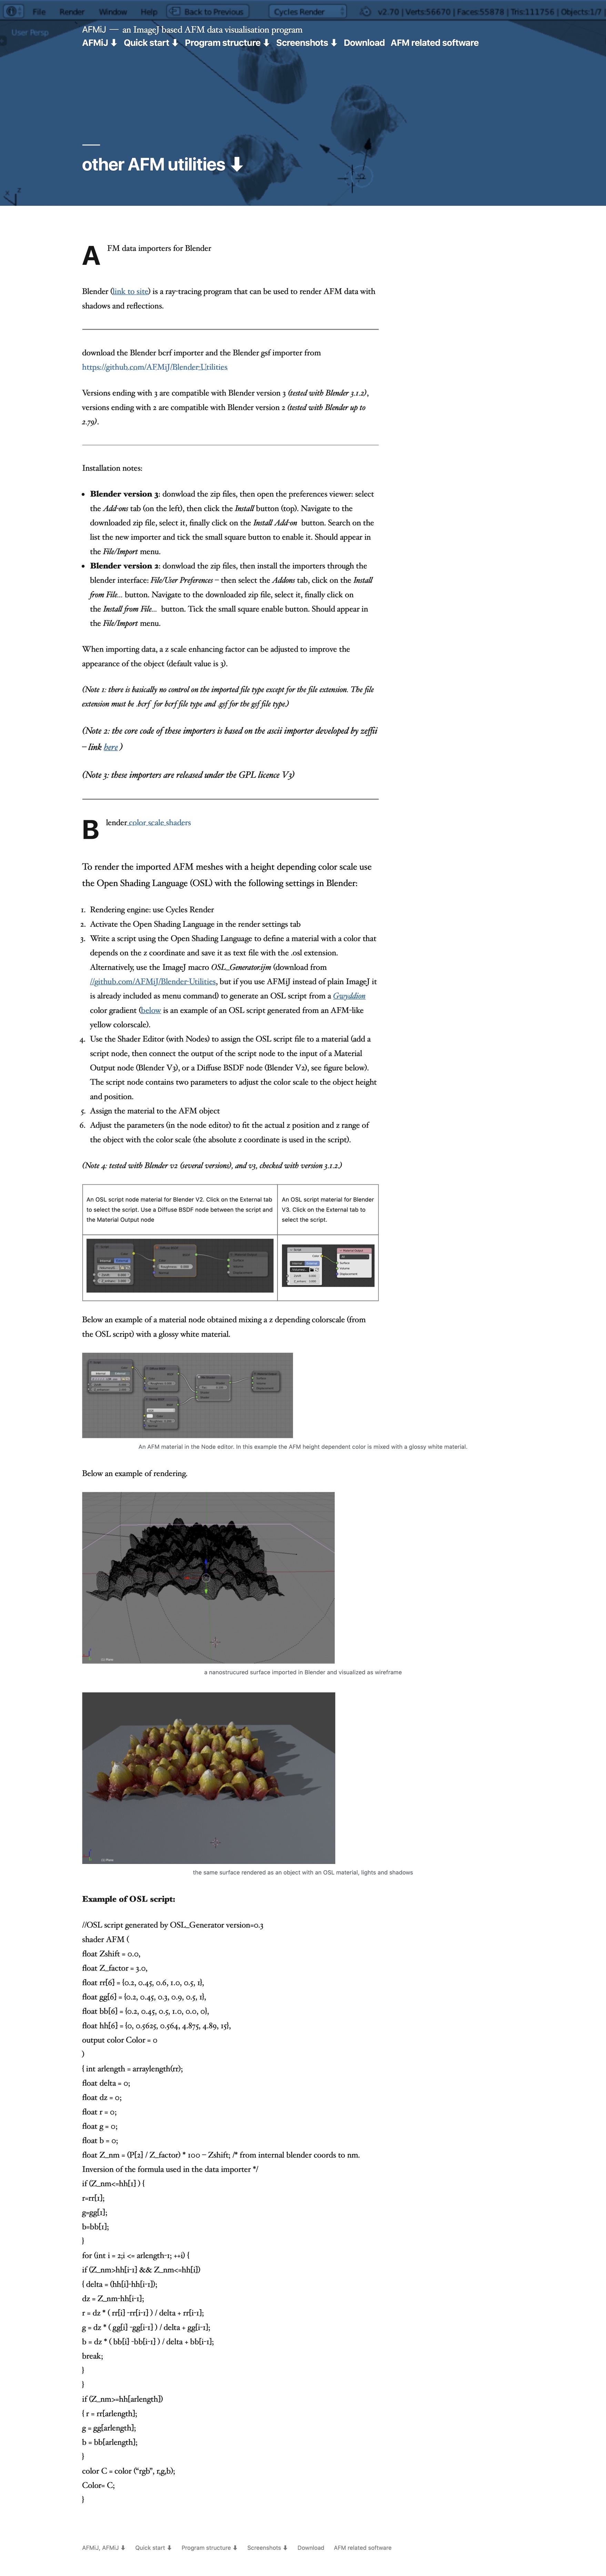 File Render Window Help Back to Previous Cycles Render v2.70 | Verts:56670 | Faces:55878 | Tris:111756 | Objects:1/7
User Persp
AFMiJ — an ImageJ based AFM data visualisation program
AFMiJ ⬇ Quick start ⬇ Program structure ⬇ Screenshots ⬇ Download AFM related software
other AFM utilities ⬇
AFM data importers for Blender
Blender (link to site) is a ray-tracing program that can be used to render AFM data with
shadows and reflections.
download the Blender bcrf importer and the Blender gsf importer from
https://github.com/AFMiJ/Blender-Utilities
Versions ending with 3 are compatible with Blender version 3 (tested with Blender 3.1.2),
versions ending with 2 are compatible with Blender version 2 (tested with Blender up to
2.79).
Installation notes:
• Blender version 3: donwload the zip files, then open the preferences viewer: select
the Add-ons tab (on the left), then click the Install button (top). Navigate to the
downloaded zip file, select it, finally click on the Install Add-on button. Search on the
list the new importer and tick the small square button to enable it. Should appear in
the File/Import menu.
• Blender version 2: donwload the zip files, then install the importers through the
blender interface: File/User Preferences – then select the Addons tab, click on the Install
from File... button. Navigate to the downloaded zip file, select it, finally click on
the Install from File... button. Tick the small square enable button. Should appear in
the File/Import menu.
When importing data, a z scale enhancing factor can be adjusted to improve the
appearance of the object (default value is 3).
(Note 1: there is basically no control on the imported file type except for the file extension. The file
extension must be .bcrf for bcrf file type and .gsf for the gsf file type.)
(Note 2: the core code of these importers is based on the ascii importer developed by zeffii
– link here )
(Note 3: these importers are released under the GPL licence V3)
Blender color scale shaders
To render the imported AFM meshes with a height depending color scale use
the Open Shading Language (OSL) with the following settings in Blender:
1. Rendering engine: use Cycles Render
2. Activate the Open Shading Language in the render settings tab
3. Write a script using the Open Shading Language to define a material with a color that
depends on the z coordinate and save it as text file with the .osl extension.
Alternatively, use the ImageJ macro OSL_Generator.ijm (download from
//github.com/AFMiJ/Blender-Utilities, but if you use AFMiJ instead of plain ImageJ it
is already included as menu command) to generate an OSL script from a Gwyddion
color gradient (below is an example of an OSL script generated from an AFM-like
yellow colorscale).
4. Use the Shader Editor (with Nodes) to assign the OSL script file to a material (add a
script node, then connect the output of the script node to the input of a Material
Output node (Blender V3), or a Diffuse BSDF node (Blender V2), see figure below).
The script node contains two parameters to adjust the color scale to the object height
and position.
5. Assign the material to the AFM object
6. Adjust the parameters (in the node editor) to fit the actual z position and z range of
the object with the color scale (the absolute z coordinate is used in the script).
(Note 4: tested with Blender v2 (several versions), and v3, checked with version 3.1.2.)
An OSL script node material for Blender V2. Click on the External tab
to select the script. Use a Diffuse BSDF node between the script and
the Material Output node
An OSL script material for Blender
V3. Click on the External tab to
select the script.
Below an example of a material node obtained mixing a z depending colorscale (from
the OSL script) with a glossy white material.
An AFM material in the Node editor. In this example the AFM height dependent color is mixed with a glossy white material.
Below an example of rendering.
a nanostrucured surface imported in Blender and visualized as wireframe
the same surface rendered as an object with an OSL material, lights and shadows
Example of OSL script:
//OSL script generated by OSL_Generator version=0.3
shader AFM (
float Zshift = 0.0,
float Z_factor = 3.0,
float rr[6] = {0.2, 0.45, 0.6, 1.0, 0.5, 1},
float gg[6] = {0.2, 0.45, 0.3, 0.9, 0.5, 1},
float bb[6] = {0.2, 0.45, 0.5, 1.0, 0.0, 0},
float hh[6] = {0, 0.5625, 0.564, 4.875, 4.89, 15},
output color Color = 0
)
{ int arlength = arraylength(rr);
float delta = 0;
float dz = 0;
float r = 0;
float g = 0;
float b = 0;
float Z_nm = (P[2] / Z_factor) * 100 – Zshift; /* from internal blender coords to nm.
Inversion of the formula used in the data importer */
if (Z_nm<=hh[1] ) {
r=rr[1];
g=gg[1];
b=bb[1];
}
for (int i = 2;i <= arlength-1; ++i) {
if (Z_nm>hh[i-1] && Z_nm<=hh[i])
{ delta = (hh[i]-hh[i-1]);
dz = Z_nm-hh[i-1];
r = dz * ( rr[i] -rr[i-1] ) / delta + rr[i-1];
g = dz * ( gg[i] -gg[i-1] ) / delta + gg[i-1];
b = dz * ( bb[i] -bb[i-1] ) / delta + bb[i-1];
break;
}
}
if (Z_nm>=hh[arlength])
{ r = rr[arlength];
g = gg[arlength];
b = bb[arlength];
}
color C = color (“rgb”, r,g,b);
Color= C;
}
AFMiJ, AFMiJ ⬇ Quick start ⬇ Program structure ⬇ Screenshots ⬇ Download AFM related software